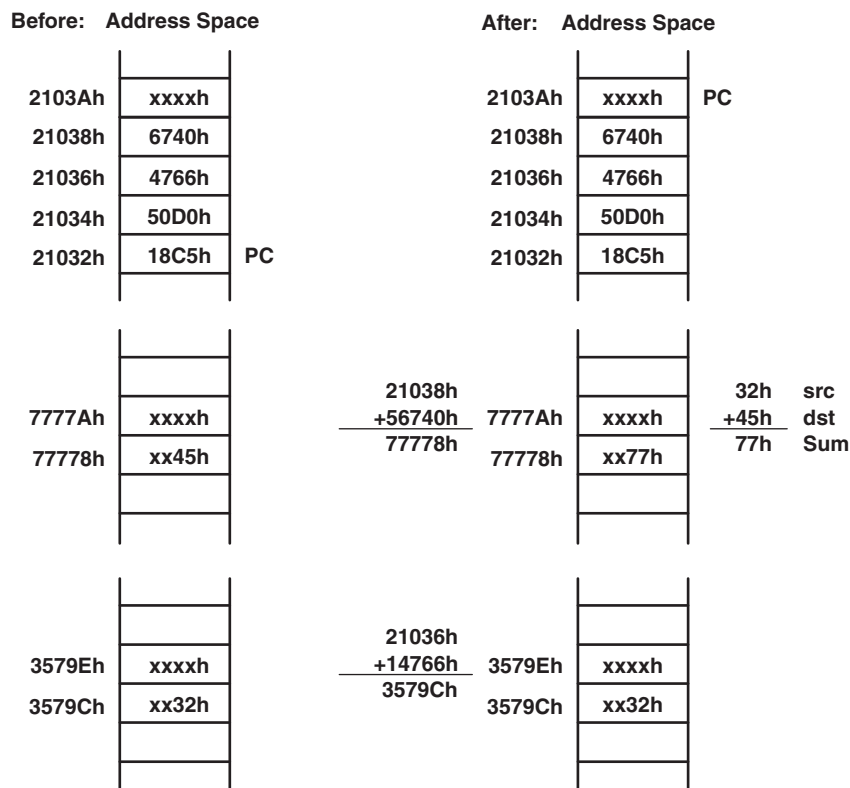 Before: Address Space
After: Address Space
2103Ah xxxxh
2103Ah xxxxh PC
21038h 6740h
21038h 6740h
21036h 4766h
21036h 4766h
21034h 50D0h
21034h 50D0h
21032h 18C5h PC
21032h 18C5h
21038h
32h src
7777Ah xxxxh
+56740h 7777Ah xxxxh
+45h dst
77778h xx45h
77778h
77778h xx77h
77h Sum
21036h
3579Eh xxxxh
+14766h 3579Eh xxxxh
3579Ch xx32h
3579Ch
3579Ch xx32h